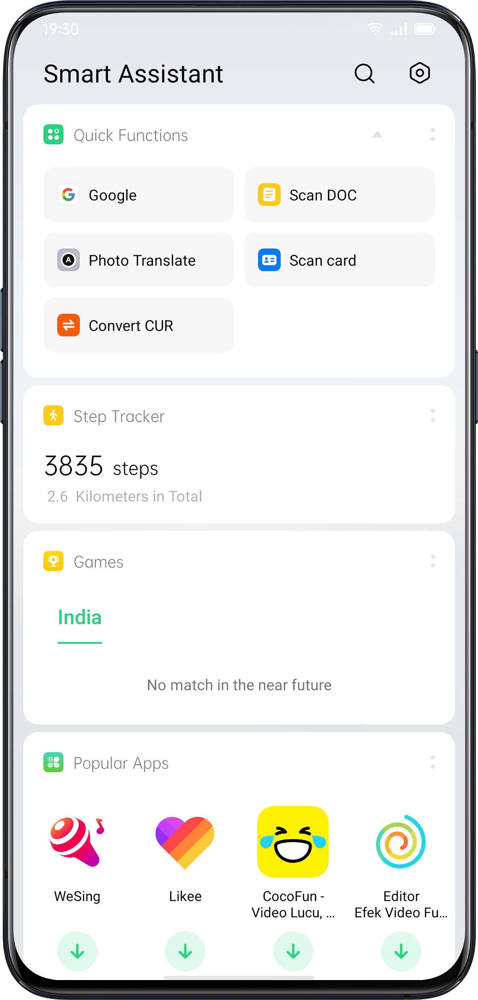 19:30
Smart Assistant
Quick Functions
Google
Scan DOC
Photo Translate
Scan card
Convert CUR
Step Tracker
3835 steps
2.6 Kilometers in Total
Games
India
No match in the near future
Popular Apps
WeSing
Likee
CocoFun -
Video Lucu, ...
Editor
Efek Video Fu...